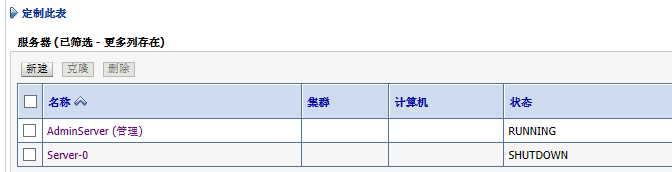 定制此表
服务器 (已筛选 - 更多列存在)
新建 克隆 删除
名称 集群 计算机 状态
AdminServer (管理) RUNNING
Server-0 SHUTDOWN